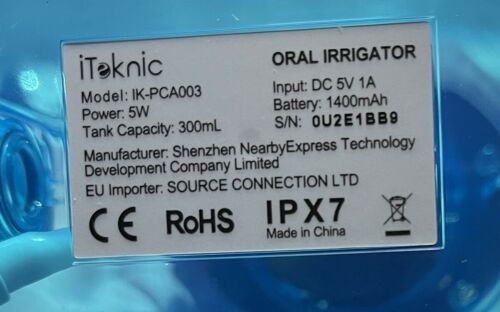 iTeknic
ORAL IRRIGATOR
Model: IK-PCA003
Power: 5W
Tank Capacity: 300mL
Input: DC 5V 1A
Battery: 1400mAh
S/N: 0U2E1BB9
Manufacturer: Shenzhen NearbyExpress Technology
Development Company Limited
EU Importer: SOURCE CONNECTION LTD
CE RoHS IPX7
Made in China